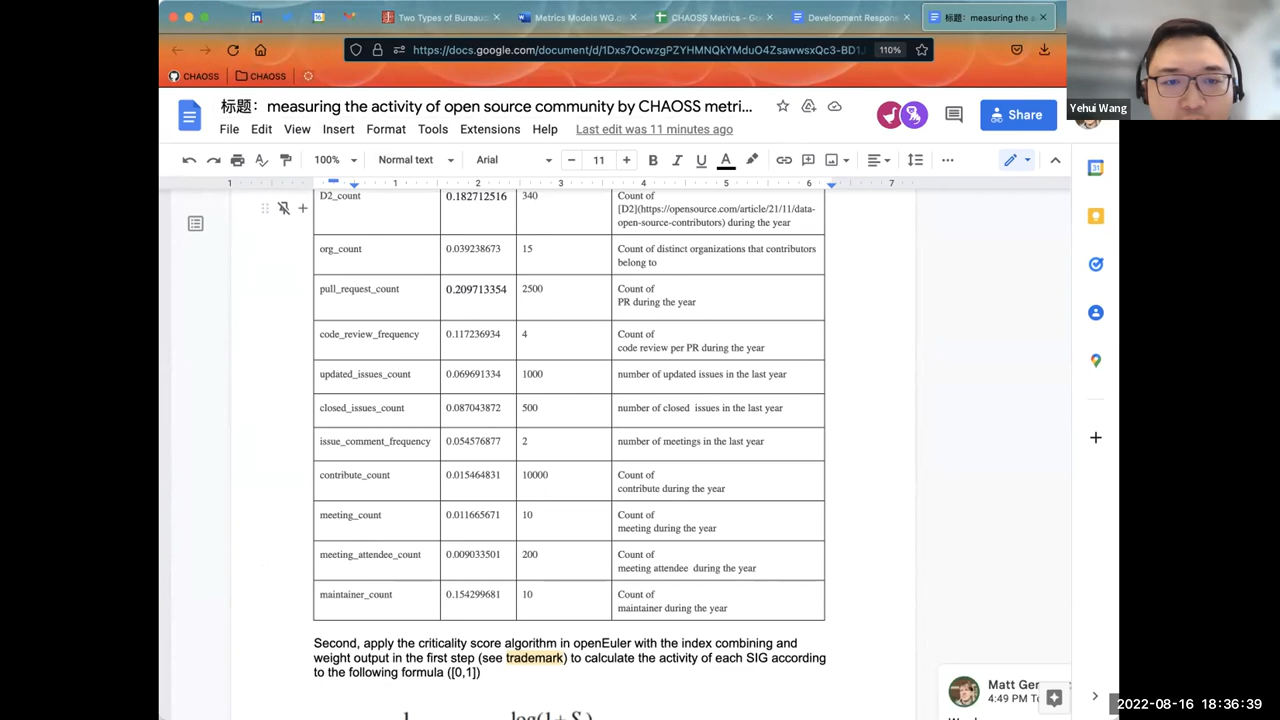 Two Types of Bureauc
Metrics Models WG.o
CHAOSS Metrics - Go
Development Respon
标题：measuring the a
https://docs.google.com/document/d/1Dxs7OcwzgPZYHMNQkYMduO4ZsawwsxQc3-BD1J
110%
CHAOSS
CHAOSS
Yehui Wang
标题：measuring the activity of open source community by CHAOSS metri...
File Edit View Insert Format Tools Extensions Help Last edit was 11 minutes ago
Share
100% Normal text Arial 11 B I U A
1 1 2 3 4 5 6 7
D2_count 0.182712516 340 Count of
[D2](https://opensource.com/article/21/11/data-
open-source-contributors) during the year
org_count 0.039238673 15 Count of distinct organizations that contributors
belong to
pull_request_count 0.209713354 2500 Count of
PR during the year
code_review_frequency 0.117236934 4 Count of
code review per PR during the year
updated_issues_count 0.069691334 1000 number of updated issues in the last year
closed_issues_count 0.087043872 500 number of closed issues in the last year
issue_comment_frequency 0.054576877 2 number of meetings in the last year
contribute_count 0.015464831 10000 Count of
contribute during the year
meeting_count 0.011665671 10 Count of
meeting during the year
meeting_attendee_count 0.009033501 200 Count of
meeting attendee during the year
maintainer_count 0.154299681 10 Count of
maintainer during the year
Second, apply the criticality score algorithm in openEuler with the index combining and
weight output in the first step (see trademark) to calculate the activity of each SIG according
to the following formula ([0,1])
Matt Ger
4:49 PM To
2022-08-16 18:36:39